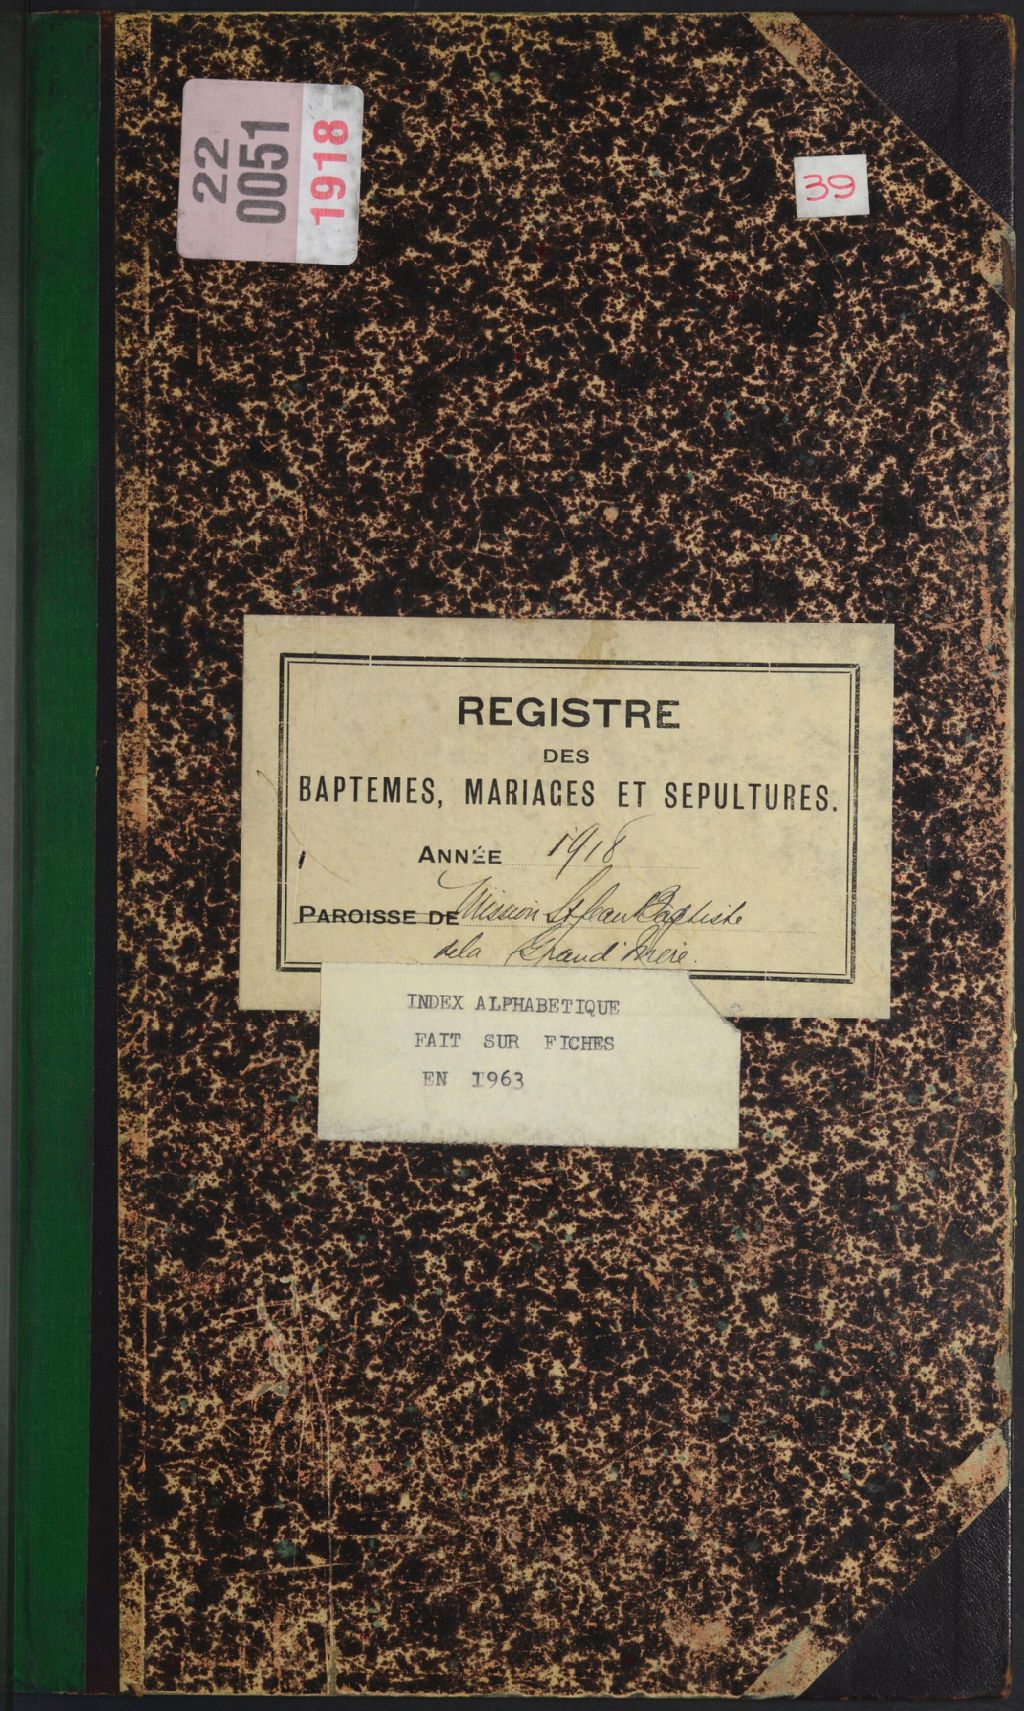 22
0051
1918
39
REGISTRE
DES
BAPTEMES, MARIAGES ET SEPULTURES.
ANNÉE 1918
PAROISSE DE Mission St Jean Baptiste
de la Grand'Mère.
INDEX ALPHABETIQUE
FAIT SUR FICHES
EN 1963